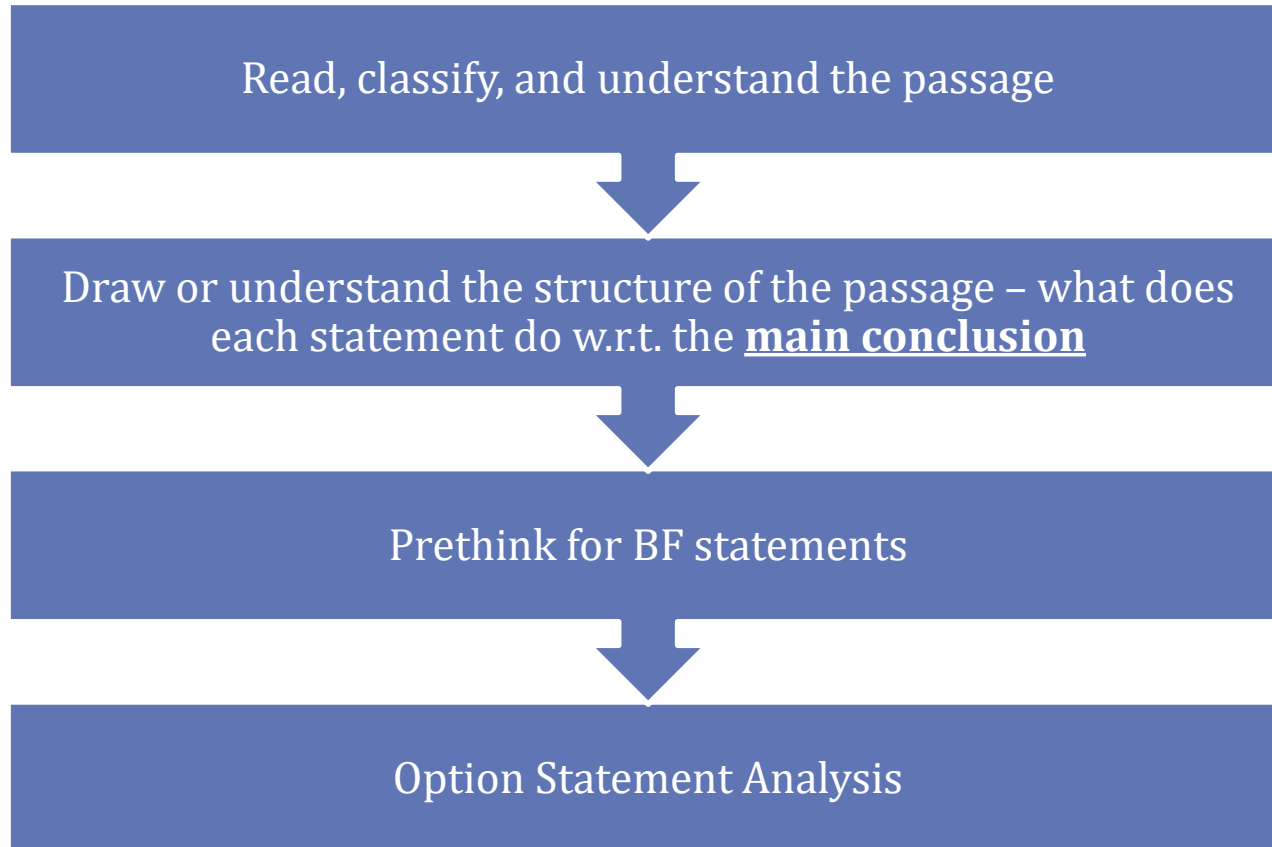 Read, classify, and understand the passage
Draw or understand the structure of the passage – what does
each statement do w.r.t. the main conclusion
Prethink for BF statements
Option Statement Analysis